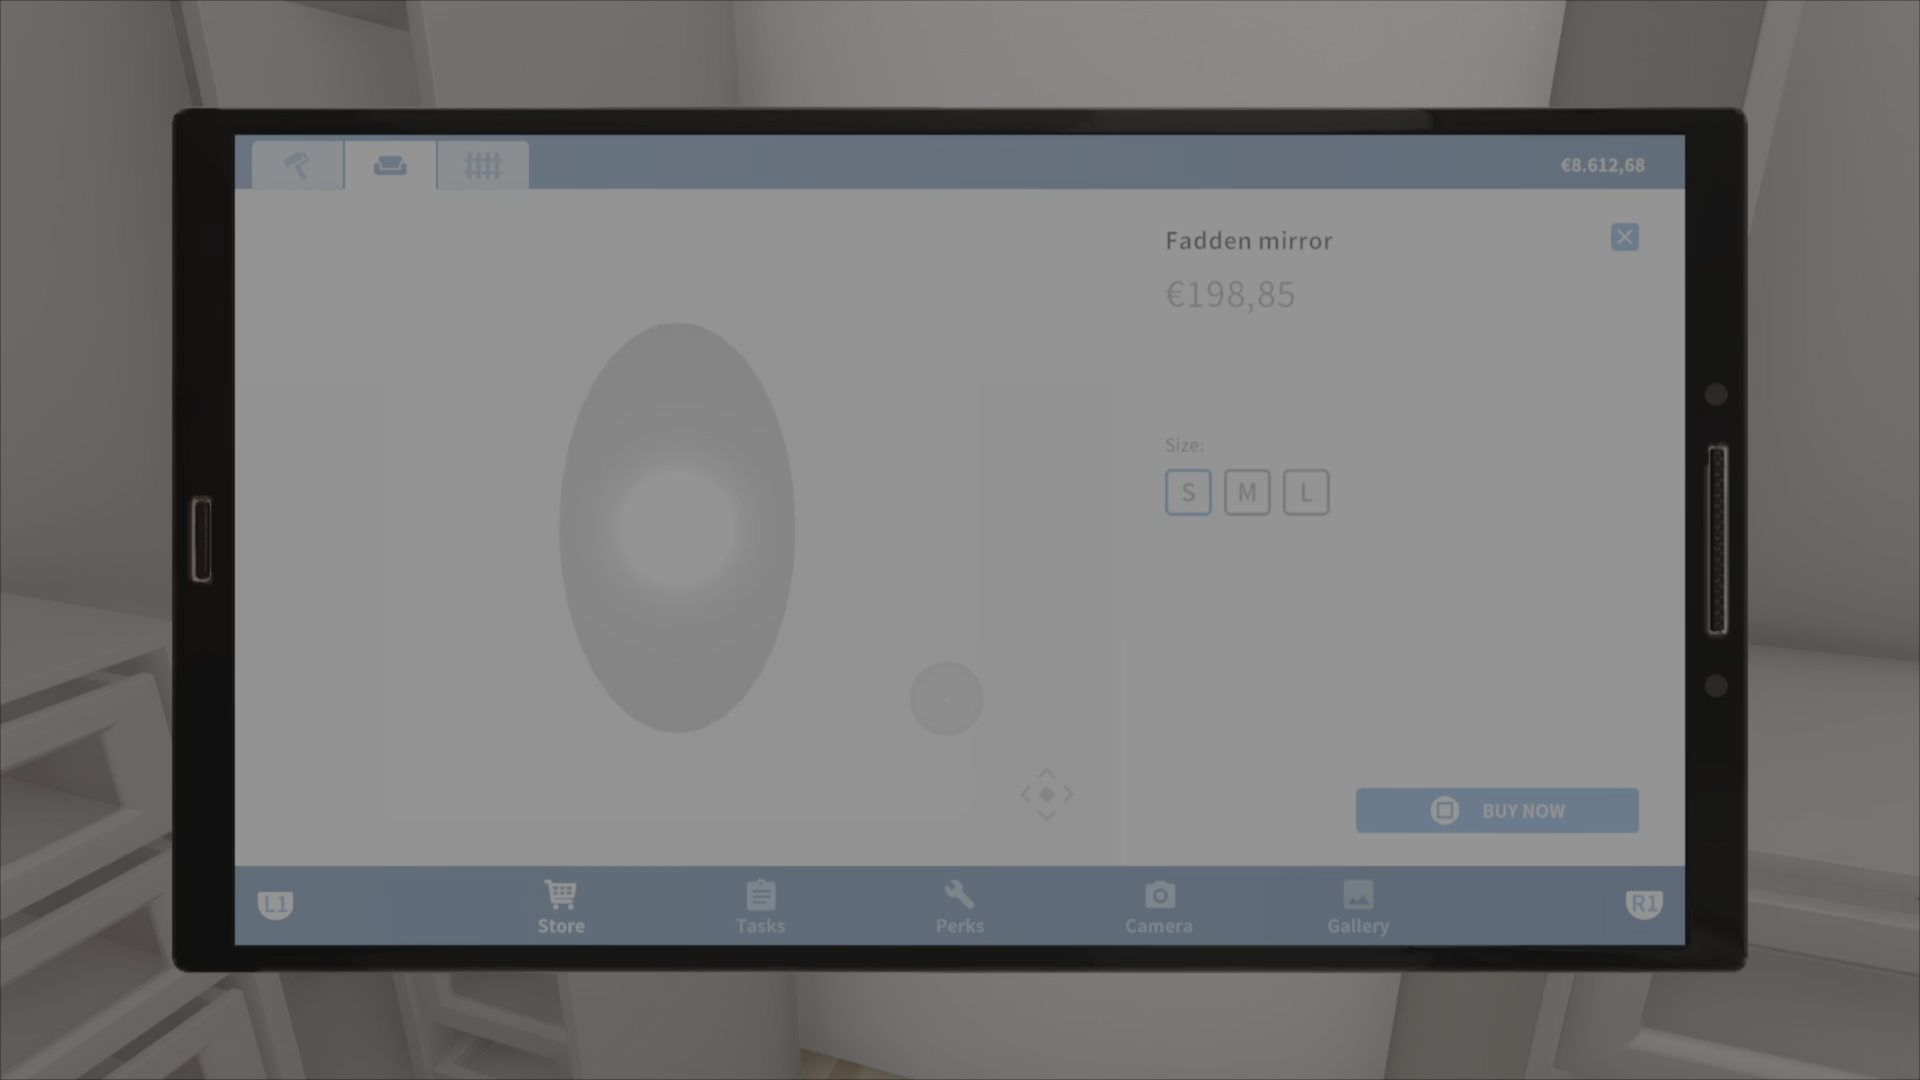 €8.612,68
Fadden mirror
€198,85
Size:
S M L
BUY NOW
L1
Store
Tasks
Perks
Camera
Gallery
R1